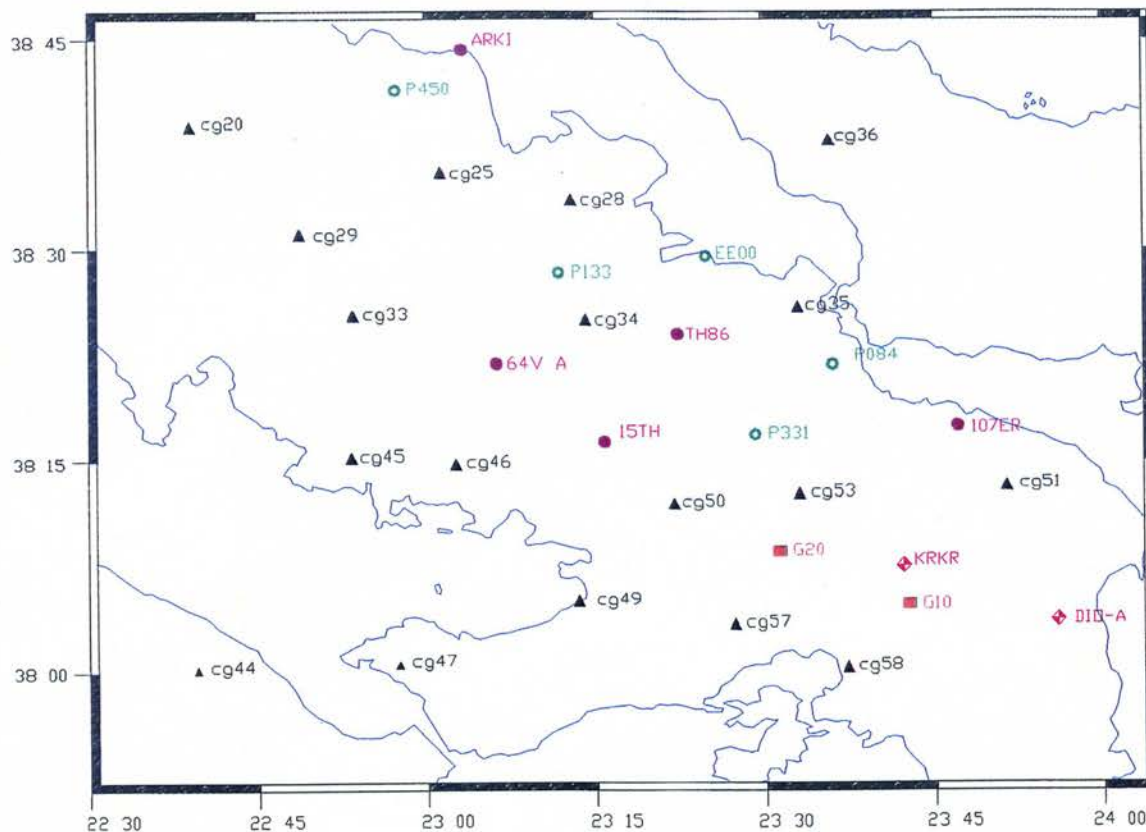 38 45
ARKI
P450
cg20
cg36
cg25
cg28
cg29
38 30
EE00
P133
cg35
cg33
cg34
TH86
64V A
P084
15TH
P331
107ER
cg45
cg46
38 15
cg51
cg53
cg50
G20
KRKR
cg49
G10
DID-A
cg57
cg47
cg44
38 00
cg58
22 30
22 45
23 00
23 15
23 30
23 45
24 00